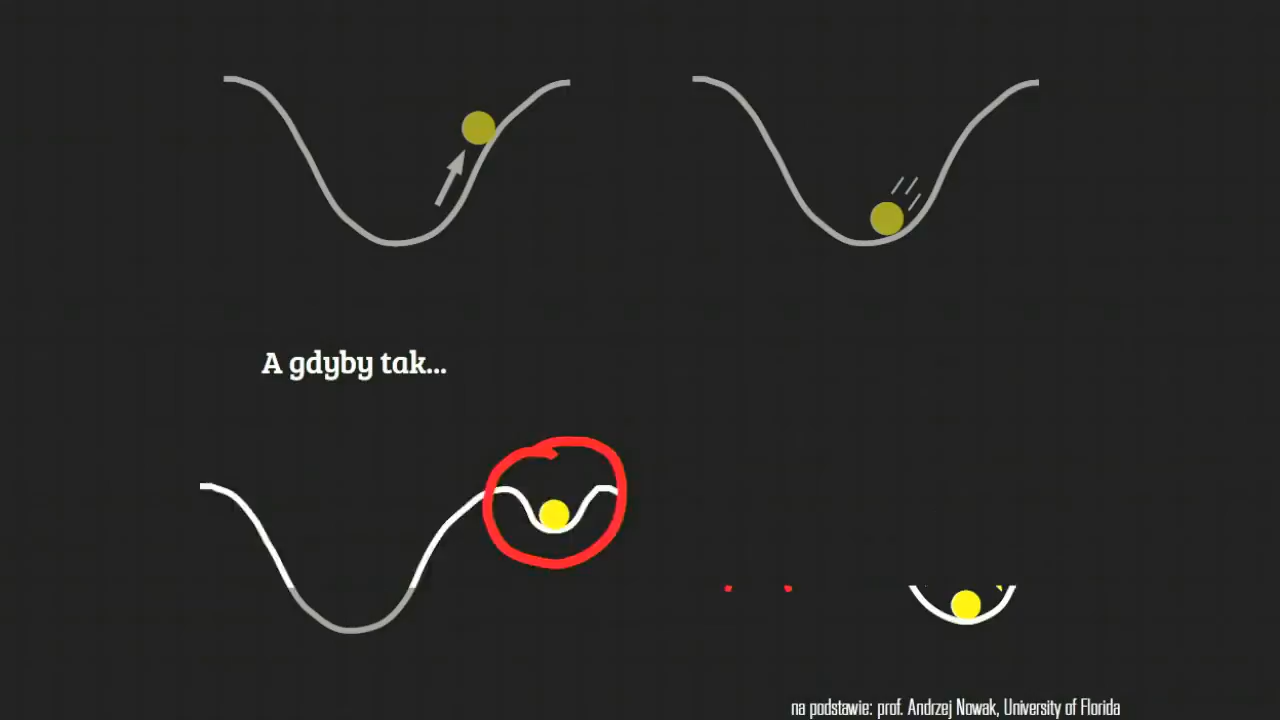 A gdyby tak...
na podstawie: prof. Andrzej Nowak, University of Florida